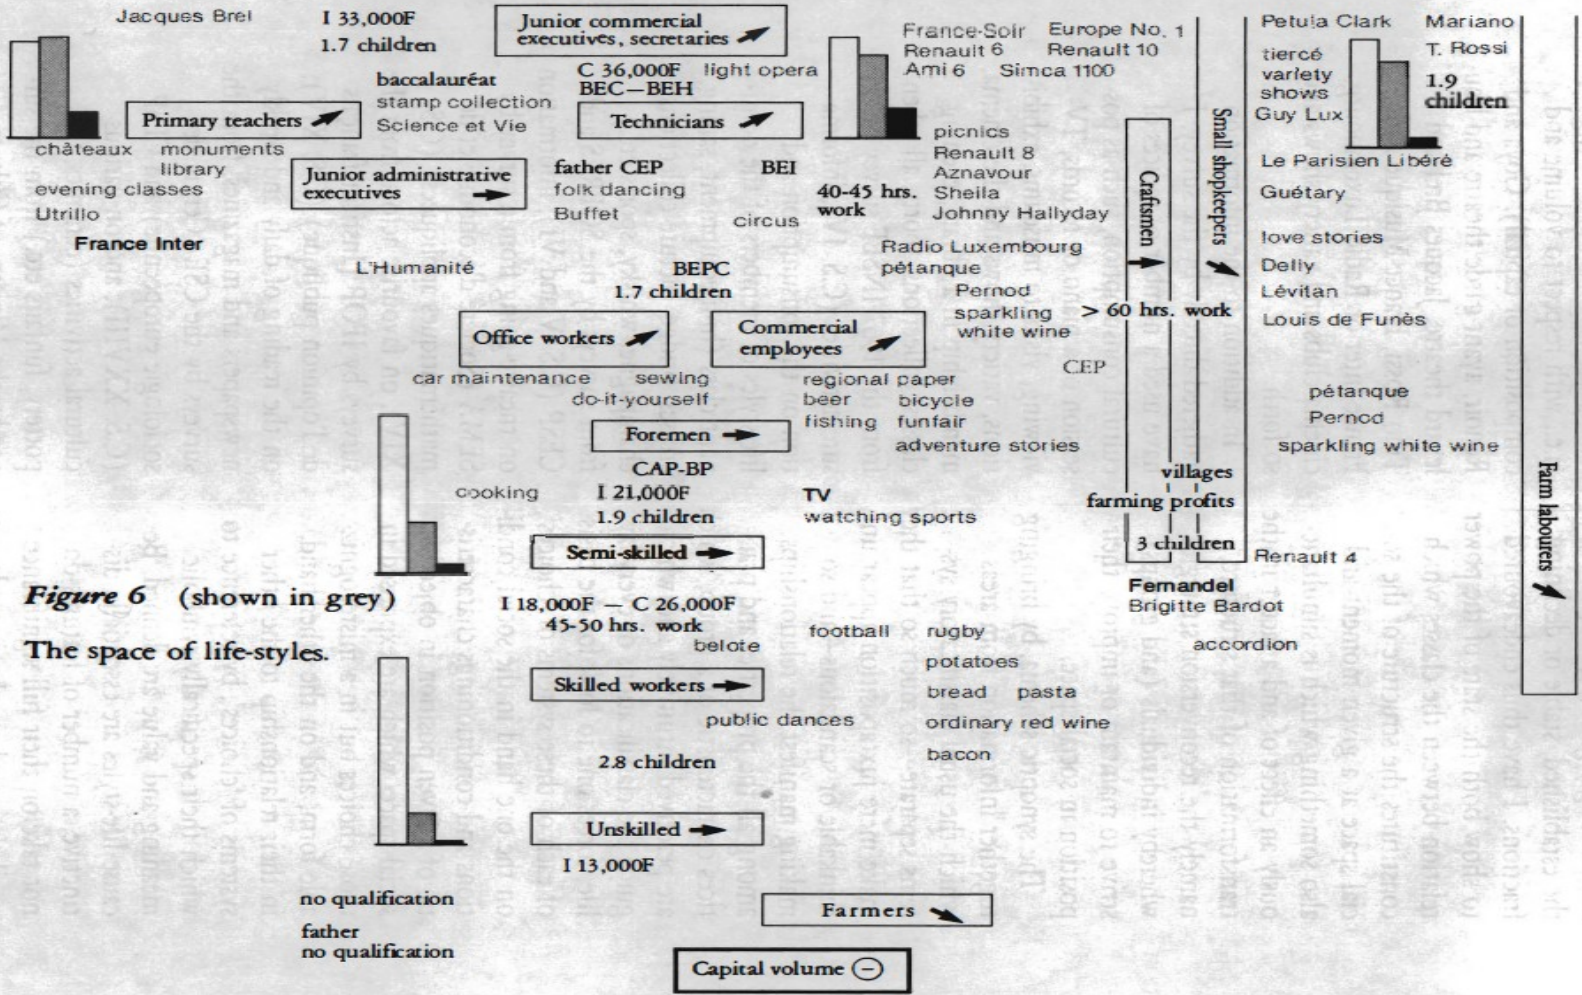 Jacques Brel
I 33,000F
1.7 children
Junior commercial
executives, secretaries
France-Soir Europe No. 1
Renault 6 Renault 10
Ami 6 Simca 1100
Petula Clark
Mariano
T. Rossi
tiercé
variety
shows
Guy Lux
1.9
children
C 36,000F light opera
BEC—BEH
baccalauréat
stamp collection
Science et Vie
Primary teachers
Technicians
châteaux monuments
library
evening classes
Utrillo
France Inter
Junior administrative
executives
father CEP
folk dancing
Buffet
BEI
circus
40-45 hrs.
work
picnics
Renault 8
Aznavour
Sheila
Johnny Hallyday
Craftsmen
Small shopkeepers
Le Parisien Libéré
Guétary
love stories
Delly
Lévitan
Louis de Funès
L'Humanité
BEPC
1.7 children
Radio Luxembourg
pétanque
Pernod
sparkling
white wine
> 60 hrs. work
Office workers
Commercial
employees
CEP
car maintenance sewing
do-it-yourself
regional paper
beer bicycle
fishing funfair
adventure stories
pétanque
Pernod
sparkling white wine
Foremen
CAP-BP
cooking
I 21,000F
1.9 children
TV
watching sports
villages
farming profits
3 children
Renault 4
Farm labourers
Semi-skilled
Fernandel
Brigitte Bardot
Figure 6 (shown in grey)
The space of life-styles.
I 18,000F — C 26,000F
45-50 hrs. work
belote
football rugby
potatoes
bread pasta
ordinary red wine
bacon
accordion
Skilled workers
public dances
2.8 children
Unskilled
I 13,000F
no qualification
father
no qualification
Farmers
Capital volume −